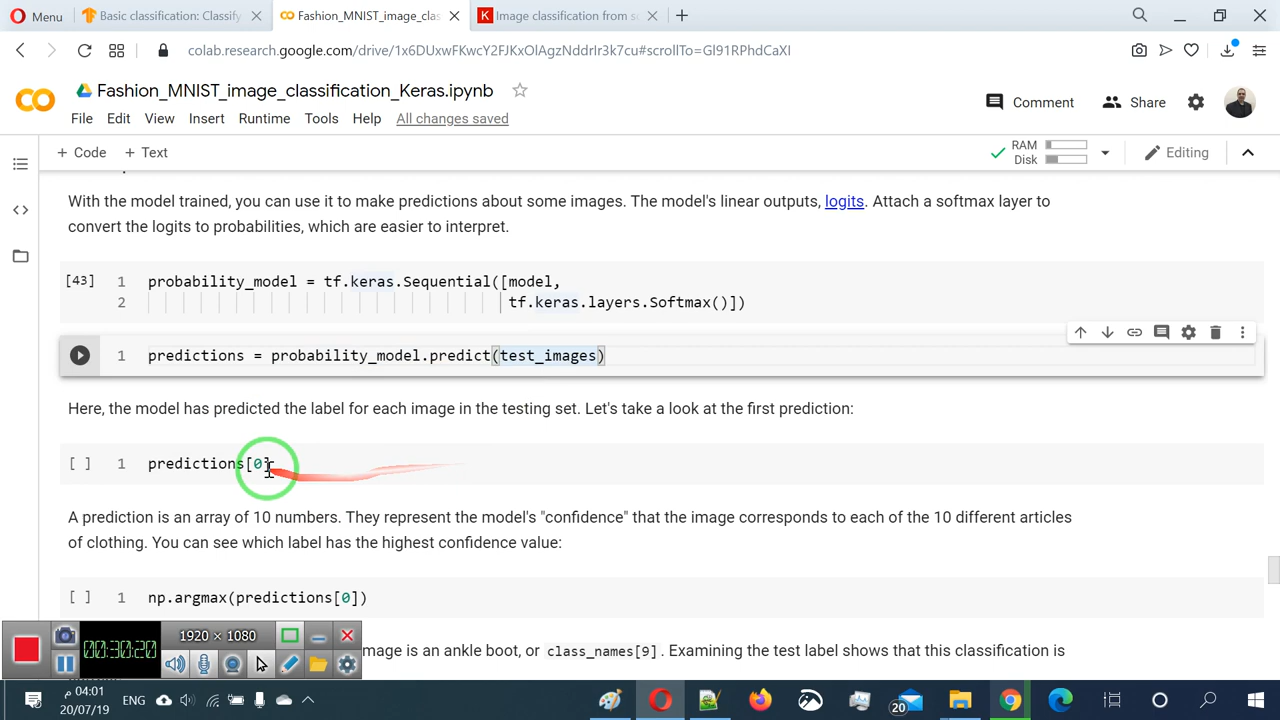 Menu
Basic classification: Classify
Fashion_MNIST_image_clas
Image classification from sc
colab.research.google.com/drive/1x6DUxwFKwcY2FJKxOlAgzNddrIr3k7cu#scrollTo=Gl91RPhdCaXI
Fashion_MNIST_image_classification_Keras.ipynb
Comment
Share
File Edit View Insert Runtime Tools Help All changes saved
+ Code + Text
RAM
Disk
Editing
With the model trained, you can use it to make predictions about some images. The model's linear outputs, logits. Attach a softmax layer to
convert the logits to probabilities, which are easier to interpret.
[43] 1 probability_model = tf.keras.Sequential([model,
2 tf.keras.layers.Softmax()])
1 predictions = probability_model.predict(test_images)
Here, the model has predicted the label for each image in the testing set. Let's take a look at the first prediction:
[ ] 1 predictions[0]
A prediction is an array of 10 numbers. They represent the model's "confidence" that the image corresponds to each of the 10 different articles
of clothing. You can see which label has the highest confidence value:
[ ] 1 np.argmax(predictions[0])
00:30:20
1920 × 1080
mage is an ankle boot, or class_names[9]. Examining the test label shows that this classification is
04:01 م
20/07/19
ENG
20